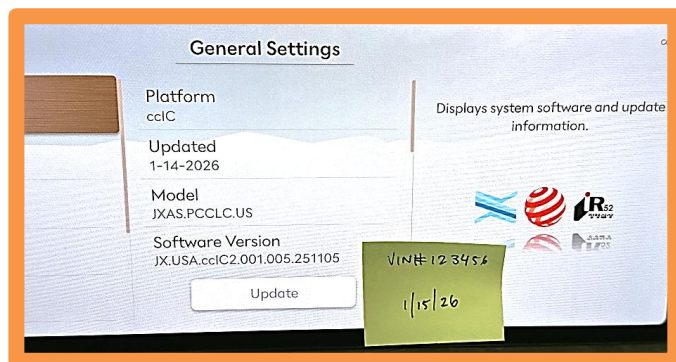 General Settings
Platform
ccIC
Updated
1-14-2026
Model
JXAS.PCCLC.US
Software Version
JX.USA.ccIC2.001.005.251105
Update
Displays system software and update
information.
iR52
VIN# 123456
1/15/26